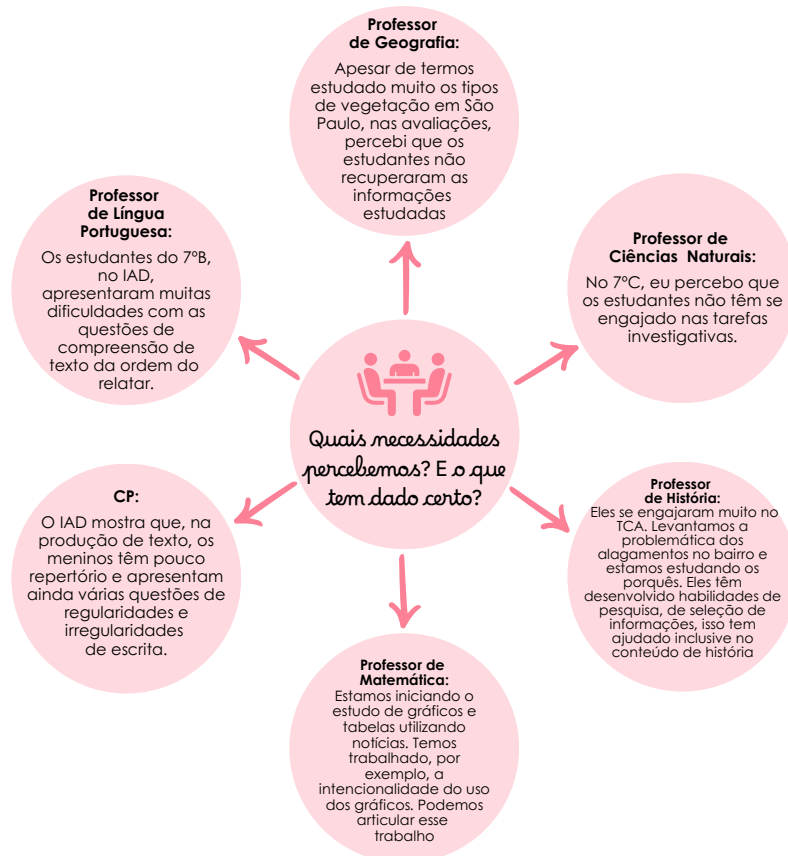 Professor
de Geografia:
Apesar de termos
estudado muito os tipos
de vegetação em São
Paulo, nas avaliações,
percebi que os
estudantes não
recuperaram as
informações
estudadas
Professor
de Língua
Portuguesa:
Os estudantes do 7ºB,
no IAD,
apresentaram muitas
dificuldades com as
questões de
compreensão de
texto da ordem do
relatar.
Professor de
Ciências Naturais:
No 7ºC, eu percebo que
os estudantes não têm se
engajado nas tarefas
investigativas.
Quais necessidades
percebemos? E o que
tem dado certo?
CP:
O IAD mostra que, na
produção de texto, os
meninos têm pouco
repertório e apresentam
ainda várias questões de
regularidades e
irregularidades
de escrita.
Professor
de História:
Eles se engajaram muito no
TCA. Levantamos a
problemática dos
alagamentos no bairro e
estamos estudando os
porquês. Eles têm
desenvolvido habilidades de
pesquisa, de seleção de
informações, isso tem
ajudado inclusive no
conteúdo de história
Professor de
Matemática:
Estamos iniciando o
estudo de gráficos e
tabelas utilizando
notícias. Temos
trabalhado, por
exemplo, a
intencionalidade do uso
dos gráficos. Podemos
articular esse
trabalho